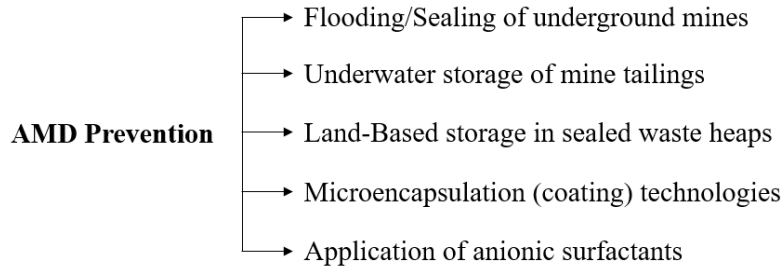 Flooding/Sealing of underground mines
Underwater storage of mine tailings
AMD Prevention
Land-Based storage in sealed waste heaps
Microencapsulation (coating) technologies
Application of anionic surfactants